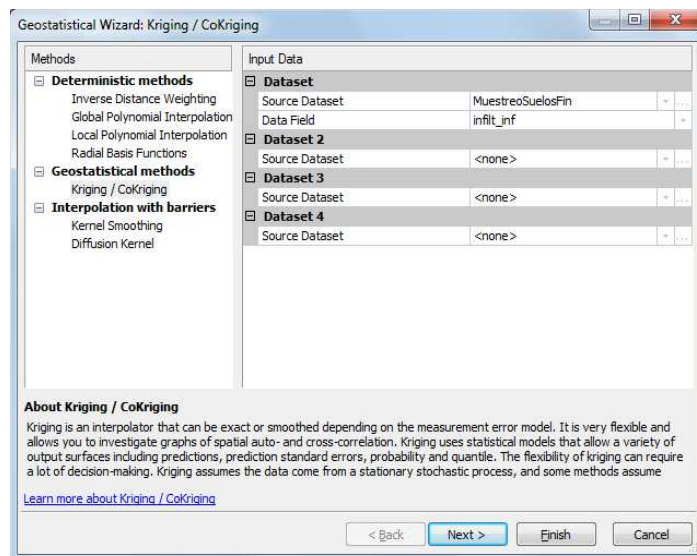 Geostatistical Wizard: Kriging / CoKriging
Methods
Deterministic methods
Inverse Distance Weighting
Global Polynomial Interpolation
Local Polynomial Interpolation
Radial Basis Functions
Geostatistical methods
Kriging / CoKriging
Interpolation with barriers
Kernel Smoothing
Diffusion Kernel
Input Data
Dataset
Source Dataset MuestreoSuelosFin
Data Field infilt_inf
Dataset 2
Source Dataset <none>
Dataset 3
Source Dataset <none>
Dataset 4
Source Dataset <none>
About Kriging / CoKriging
Kriging is an interpolator that can be exact or smoothed depending on the measurement error model. It is very flexible and
allows you to investigate graphs of spatial auto- and cross-correlation. Kriging uses statistical models that allow a variety of
output surfaces including predictions, prediction standard errors, probability and quantile. The flexibility of kriging can require
a lot of decision-making. Kriging assumes the data come from a stationary stochastic process, and some methods assume
Learn more about Kriging / CoKriging
< Back Next > Finish Cancel